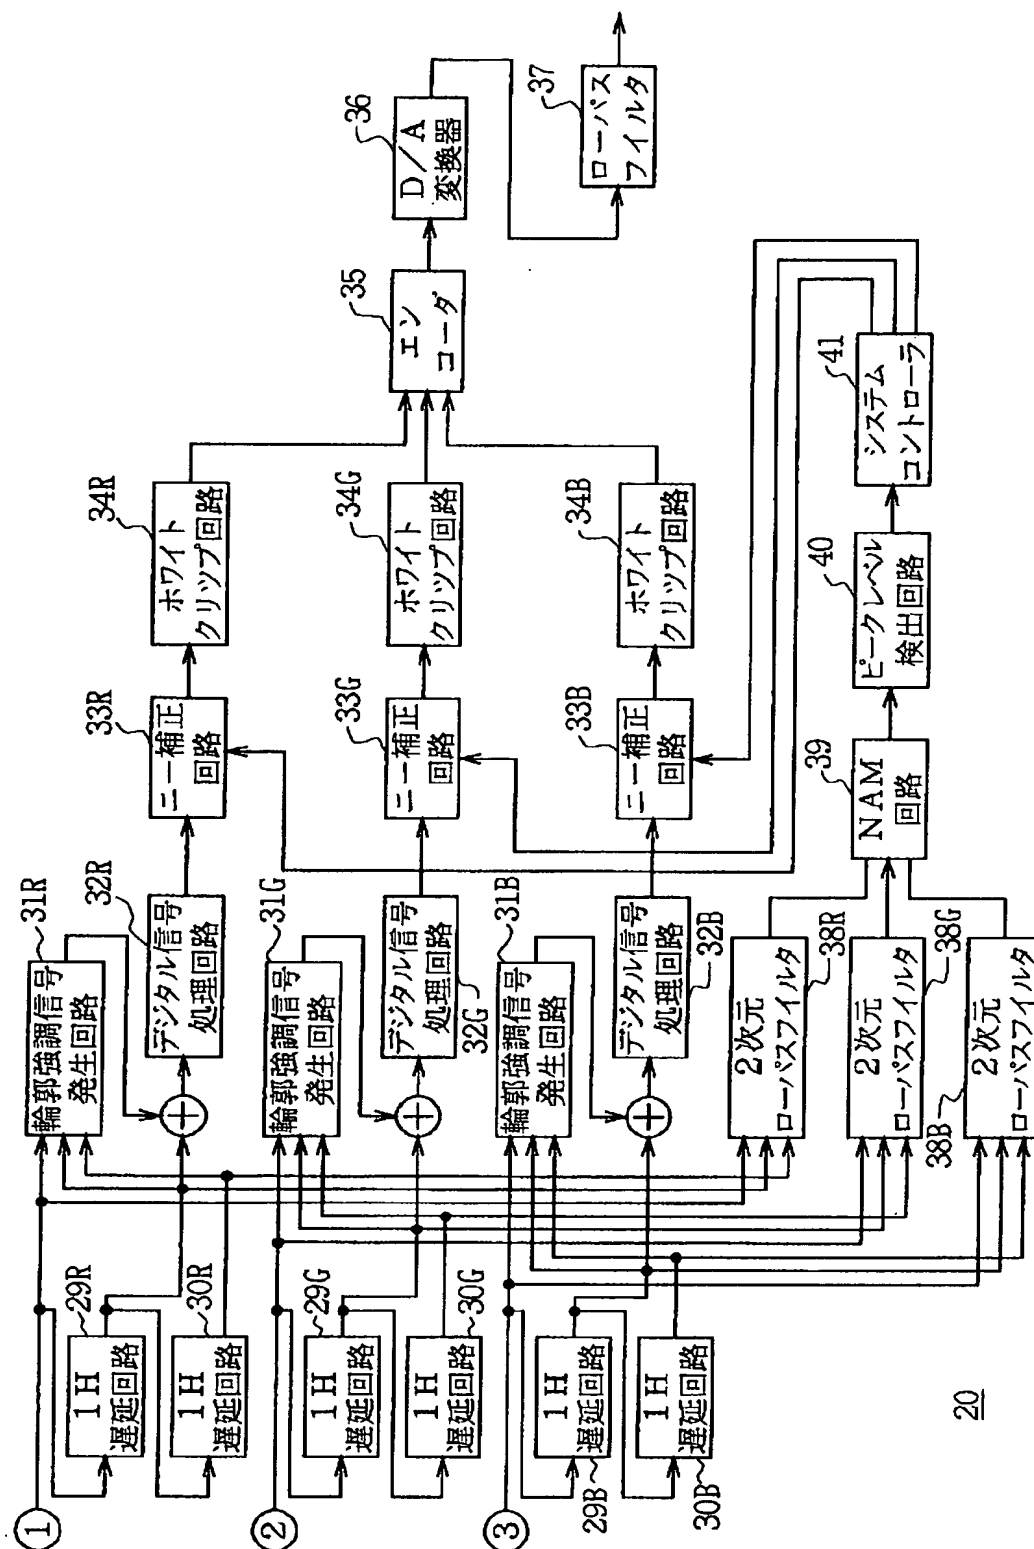 ①
1H
遅延回路
29R
1H
遅延回路
30R
輪郭強調信号
発生回路
31R
デジタル信号
処理回路
32R
ニー補正
回路
33R
ホワイト
クリップ回路
34R
②
1H
遅延回路
29G
1H
遅延回路
30G
輪郭強調信号
発生回路
31G
デジタル信号
処理回路
32G
ニー補正
回路
33G
ホワイト
クリップ回路
34G
③
1H
遅延回路
29B
1H
遅延回路
30B
輪郭強調信号
発生回路
31B
デジタル信号
処理回路
32B
ニー補正
回路
33B
ホワイト
クリップ回路
34B
エン
コーダ
35
D/A
変換器
36
ローパス
フィルタ
37
2次元
ローパスフィルタ
38R
2次元
ローパスフィルタ
38G
2次元
ローパスフィルタ
38B
NAM
回路
39
ピークレベル
検出回路
40
システム
コントローラ
41
20